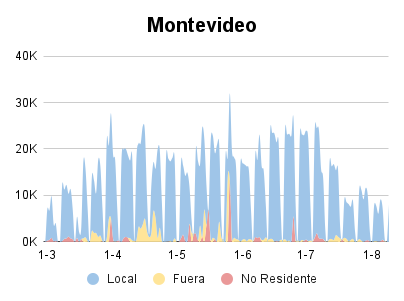 Montevideo
40K
30K
20K
10K
0K
1-3 1-4 1-5 1-6 1-7 1-8
Local Fuera No Residente